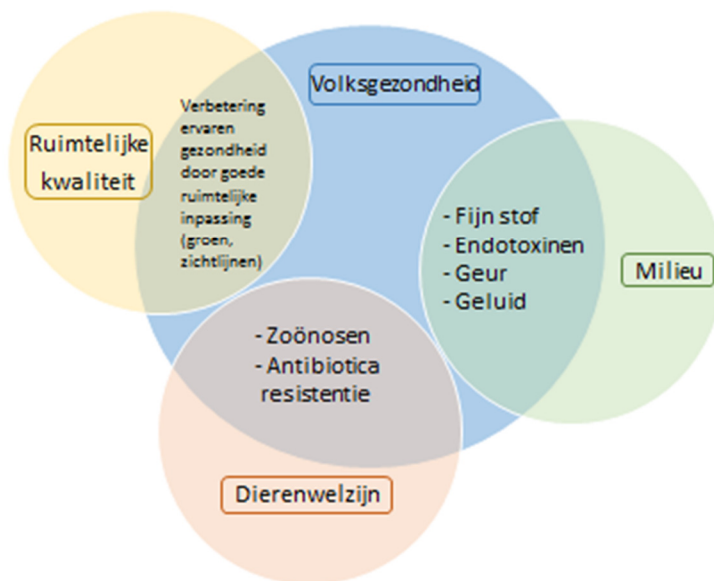 Volksgezondheid
Verbetering
ervaren
gezondheid
door goede
ruimtelijke
inpassing
(groen,
zichtlijnen)
Ruimtelijke
kwaliteit
- Fijn stof
- Endotoxinen
- Geur
- Geluid
Milieu
- Zoönosen
- Antibiotica
resistentie
Dierenwelzijn